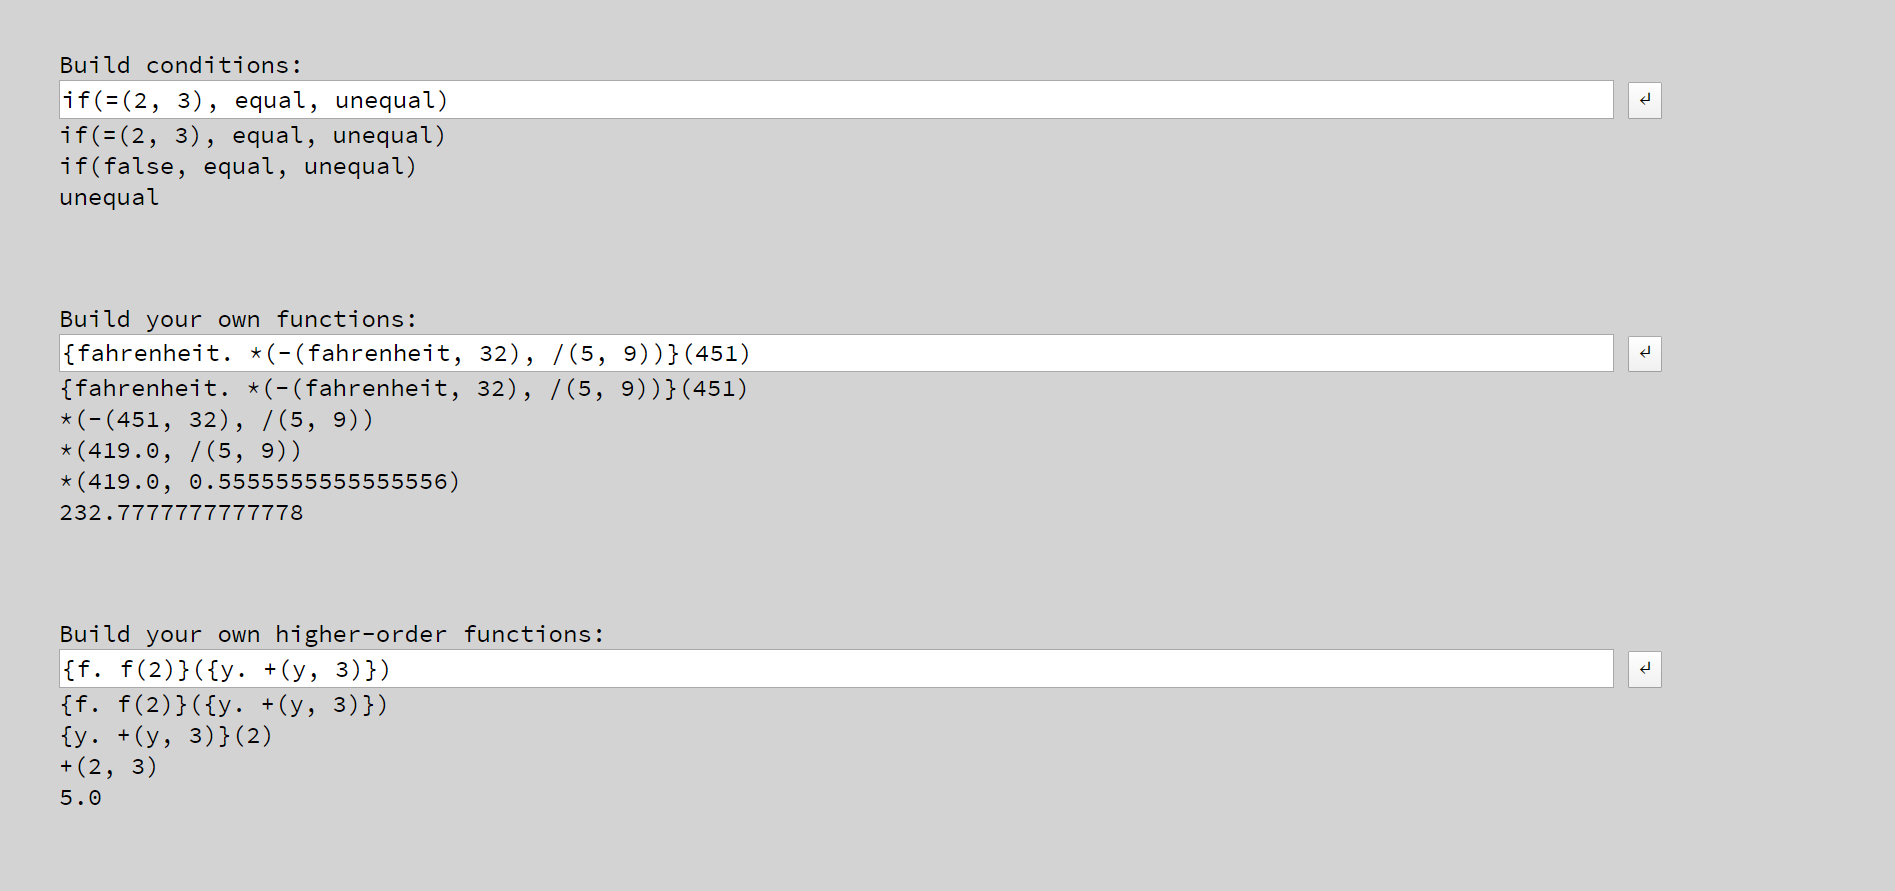 Build conditions:
if(=(2, 3), equal, unequal)
↵
if(=(2, 3), equal, unequal)
if(false, equal, unequal)
unequal
Build your own functions:
{fahrenheit. *(-(fahrenheit, 32), /(5, 9))}(451)
↵
{fahrenheit. *(-(fahrenheit, 32), /(5, 9))}(451)
*(-(451, 32), /(5, 9))
*(419.0, /(5, 9))
*(419.0, 0.5555555555555556)
232.7777777777778
Build your own higher-order functions:
{f. f(2)}({y. +(y, 3)})
↵
{f. f(2)}({y. +(y, 3)})
{y. +(y, 3)}(2)
+(2, 3)
5.0